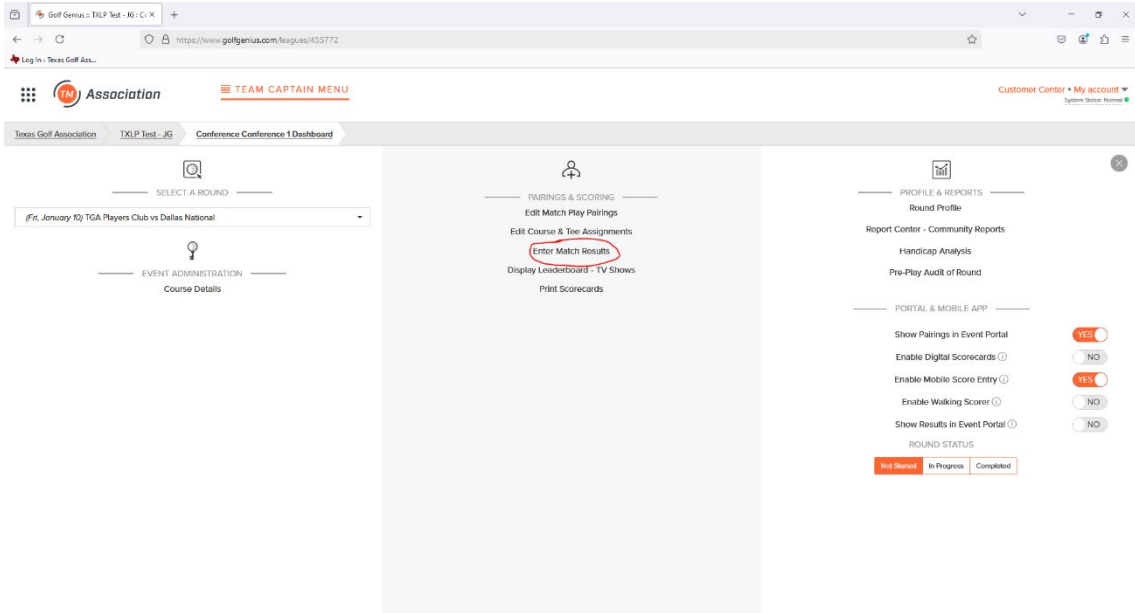 Golf Genius :: TXLP Test - JG : Cc
https://www.golfgenius.com/leagues/455772
Log In - Texas Golf Ass...
TM Association
TEAM CAPTAIN MENU
Customer Center • My account
System Status: Normal
Texas Golf Association
TXLP Test - JG
Conference Conference 1 Dashboard
SELECT A ROUND
(Fri, January 10) TGA Players Club vs Dallas National
EVENT ADMINISTRATION
Course Details
PAIRINGS & SCORING
Edit Match Play Pairings
Edit Course & Tee Assignments
Enter Match Results
Display Leaderboard - TV Shows
Print Scorecards
PROFILE & REPORTS
Round Profile
Report Center - Community Reports
Handicap Analysis
Pre-Play Audit of Round
PORTAL & MOBILE APP
Show Pairings in Event Portal YES
Enable Digital Scorecards NO
Enable Mobile Score Entry YES
Enable Walking Scorer NO
Show Results in Event Portal NO
ROUND STATUS
Not Started In Progress Completed